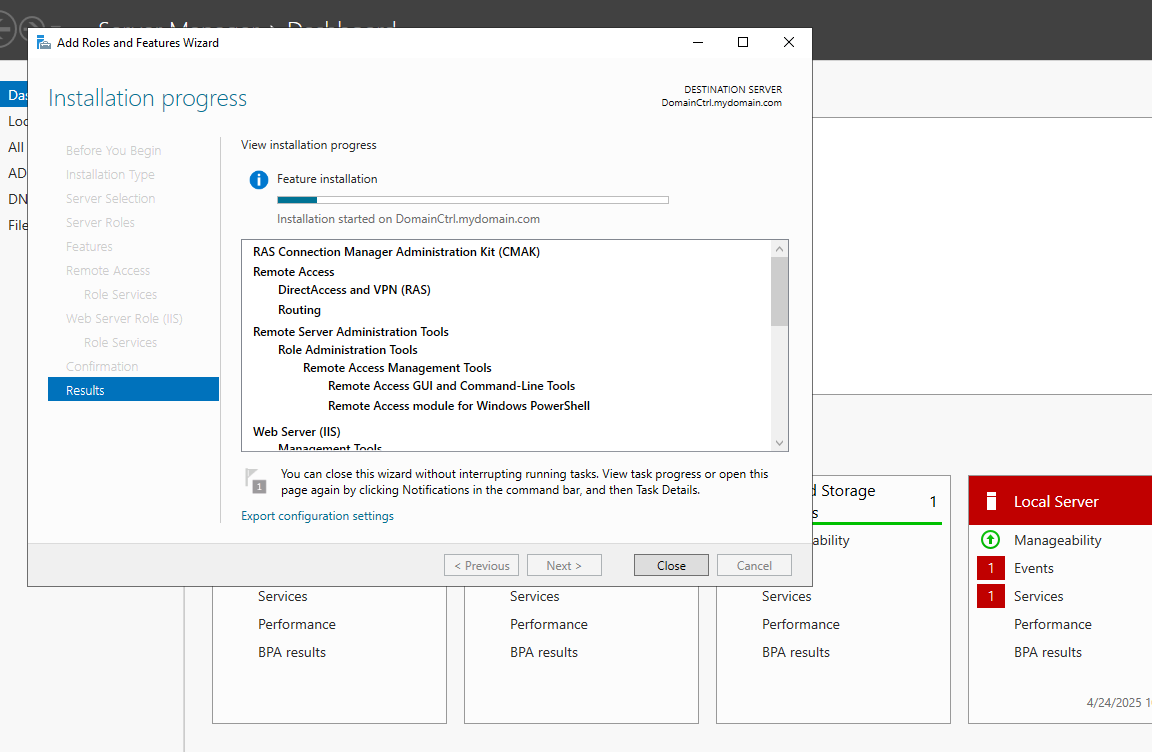 Add Roles and Features Wizard
Installation progress
DESTINATION SERVER
DomainCtrl.mydomain.com
Before You Begin
Installation Type
Server Selection
Server Roles
Features
Remote Access
Role Services
Web Server Role (IIS)
Role Services
Confirmation
Results
View installation progress
Feature installation
Installation started on DomainCtrl.mydomain.com
RAS Connection Manager Administration Kit (CMAK)
Remote Access
DirectAccess and VPN (RAS)
Routing
Remote Server Administration Tools
Role Administration Tools
Remote Access Management Tools
Remote Access GUI and Command-Line Tools
Remote Access module for Windows PowerShell
Web Server (IIS)
Management Tools
1
You can close this wizard without interrupting running tasks. View task progress or open this
page again by clicking Notifications in the command bar, and then Task Details.
Export configuration settings
< Previous
Next >
Close
Cancel
All
AD
DN
File
Services
Performance
BPA results
Services
Performance
BPA results
d Storage
1
s
ability
Services
Performance
BPA results
Local Server
Manageability
1 Events
1 Services
Performance
BPA results
4/24/2025